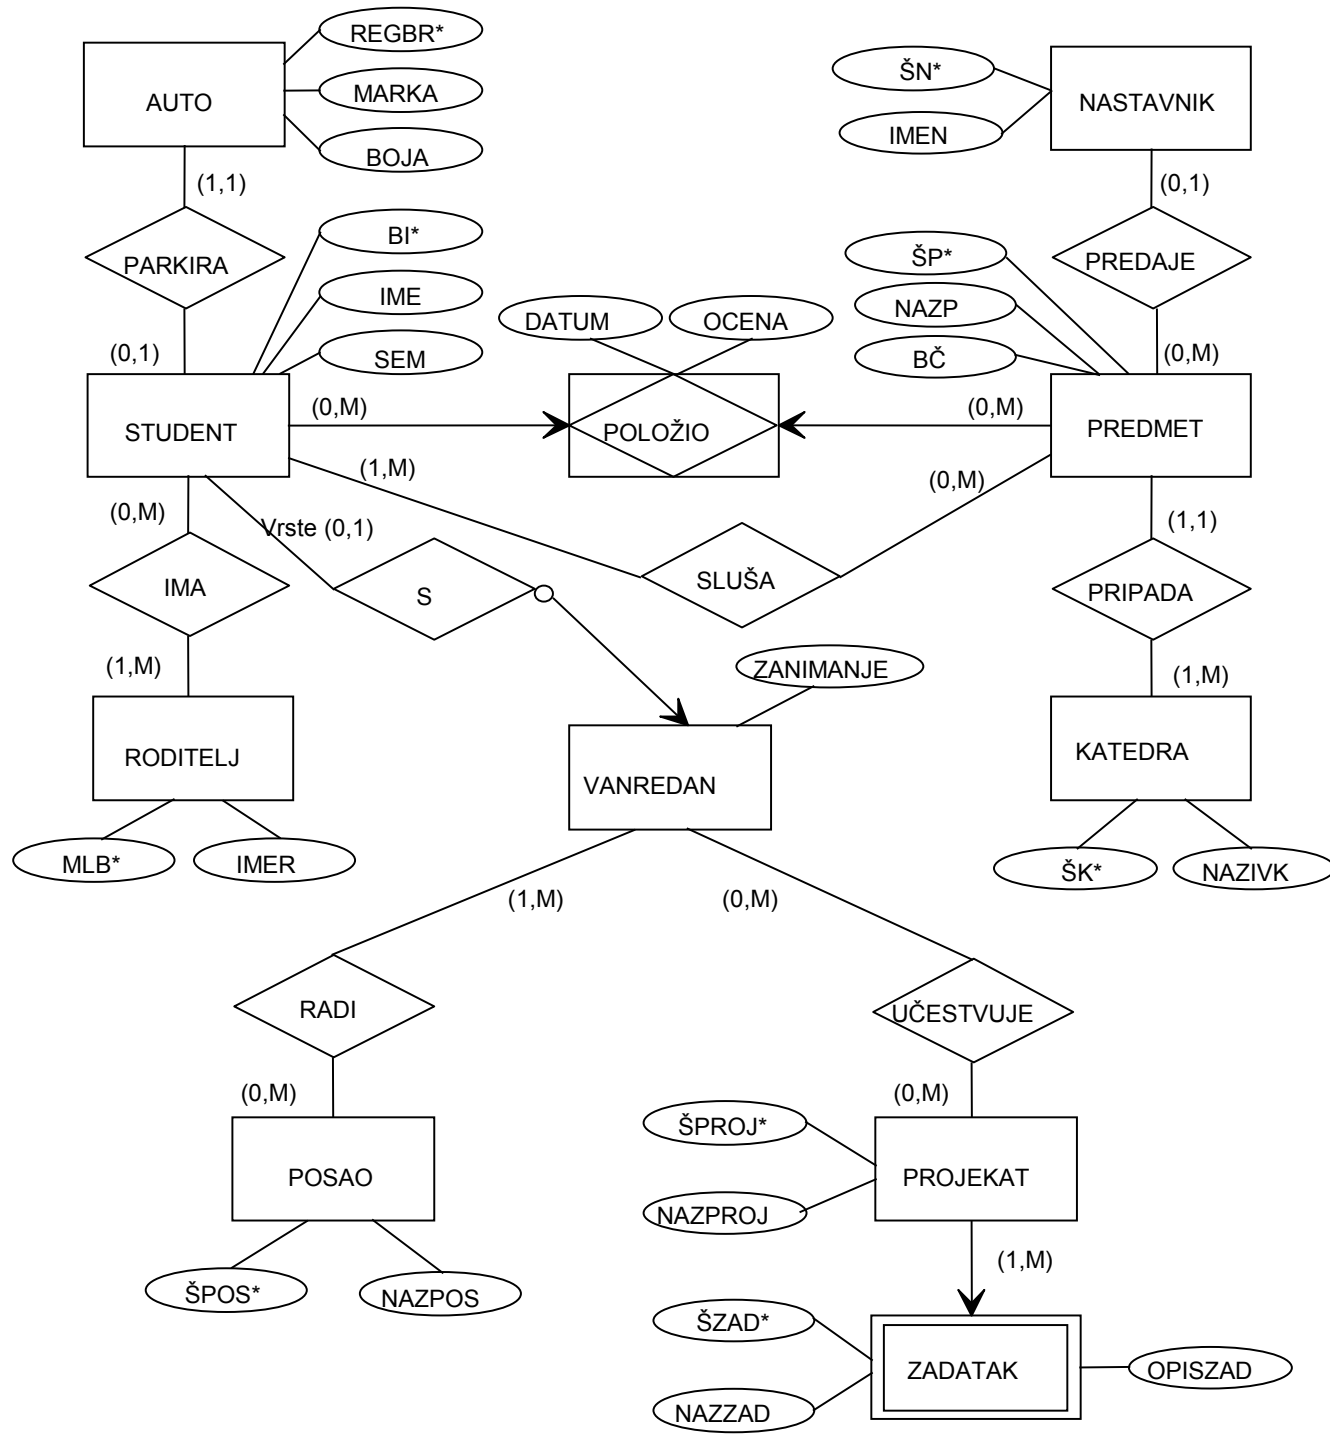 REGBR*
AUTO
MARKA
BOJA
ŠN*
NASTAVNIK
IMEN
(1,1)
(0,1)
PARKIRA
BI*
IME
SEM
ŠP*
NAZP
BČ
PREDAJE
DATUM
OCENA
(0,1)
(0,M)
STUDENT
(0,M)
POLOŽIO
(0,M)
PREDMET
(1,M)
(0,M)
(0,M)
Vrste (0,1)
(1,1)
IMA
S
SLUŠA
PRIPADA
(1,M)
ZANIMANJE
(1,M)
RODITELJ
VANREDAN
KATEDRA
MLB*
IMER
ŠK*
NAZIVK
(1,M)
(0,M)
RADI
UČESTVUJE
(0,M)
(0,M)
ŠPROJ*
POSAO
PROJEKAT
NAZPROJ
(1,M)
ŠPOS*
NAZPOS
ŠZAD*
ZADATAK
OPISZAD
NAZZAD